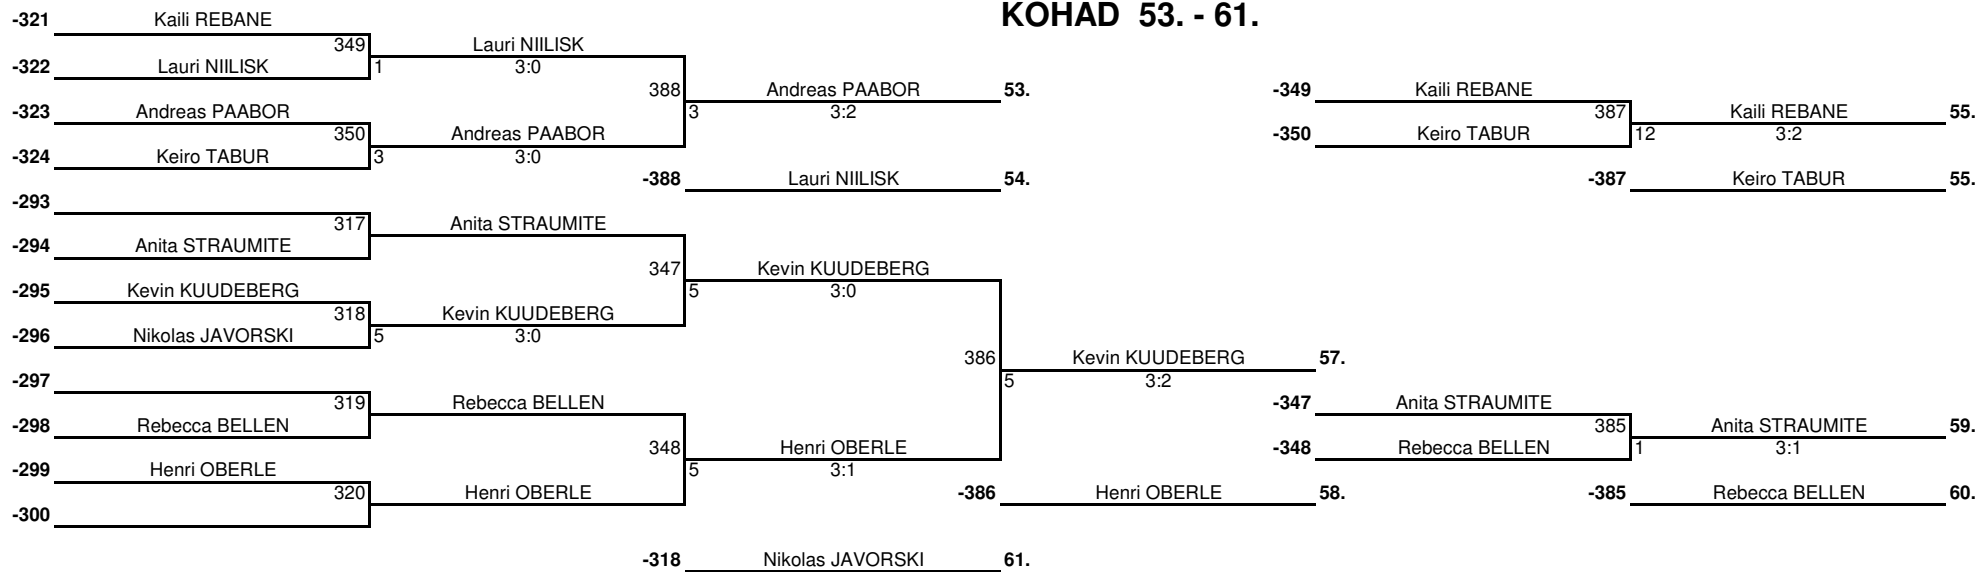 KOHAD 53. - 61.
-321 Kaili REBANE
349 Lauri NIILISK
-322 Lauri NIILISK 1 3:0
388 Andreas PAABOR 53. -349 Kaili REBANE
-323 Andreas PAABOR 3 3:2 387 Kaili REBANE 55.
350 Andreas PAABOR -350 Keiro TABUR 12 3:2
-324 Keiro TABUR 3 3:0
-388 Lauri NIILISK 54. -387 Keiro TABUR 55.
-293
317 Anita STRAUMITE
-294 Anita STRAUMITE
347 Kevin KUUDEBERG
-295 Kevin KUUDEBERG 5 3:0
318 Kevin KUUDEBERG
-296 Nikolas JAVORSKI 5 3:0
386 Kevin KUUDEBERG 57.
-297 5 3:2
319 Rebecca BELLEN -347 Anita STRAUMITE
-298 Rebecca BELLEN 385 Anita STRAUMITE 59.
348 Henri OBERLE -348 Rebecca BELLEN 1 3:1
-299 Henri OBERLE 5 3:1
320 Henri OBERLE -386 Henri OBERLE 58. -385 Rebecca BELLEN 60.
-300
-318 Nikolas JAVORSKI 61.